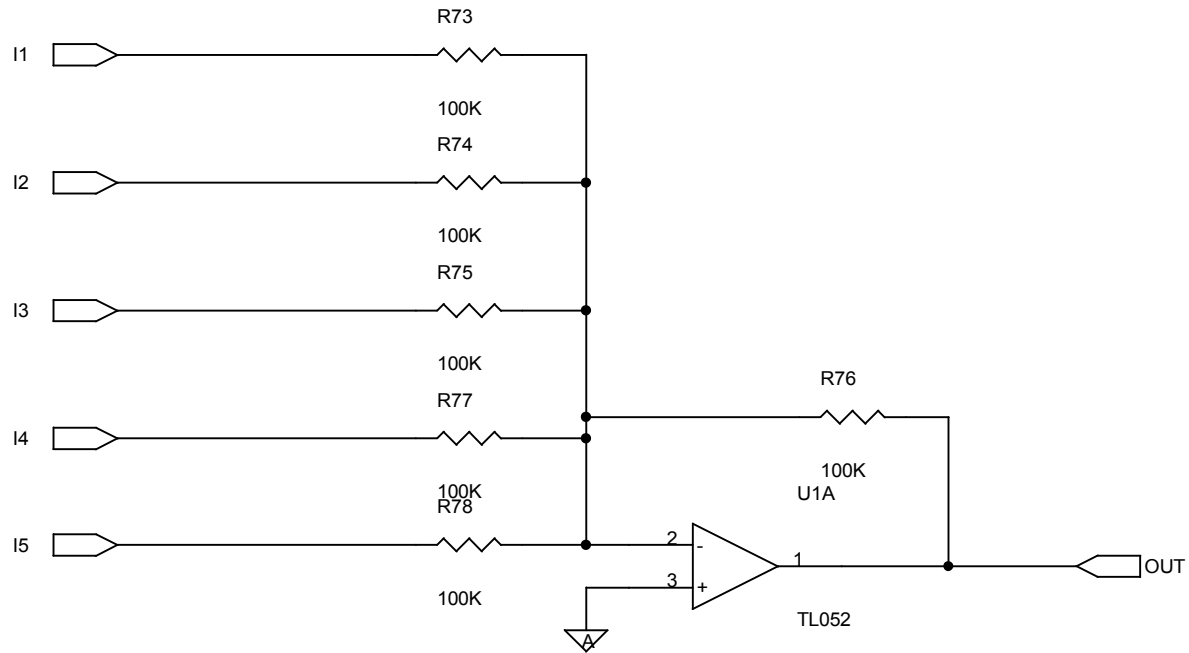 R73
I1
100K
R74
I2
100K
R75
I3
100K
R76
R77
I4
100K
100K
U1A
R78
I5
2
-
1
OUT
3
+
100K
TL052
A